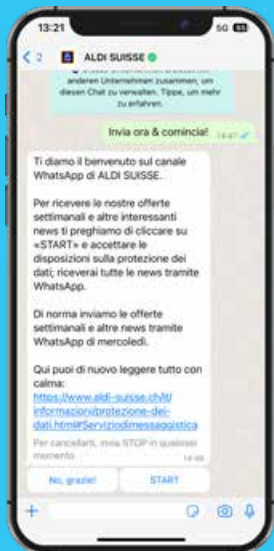 13:21
5G 65
2
ALDI SUISSE
anderen Unternehmen zusammen, um
diesen Chat zu verwalten. Tippe, um mehr
zu erfahren.
Invia ora & comincia!
Ti diamo il benvenuto sul canale
WhatsApp di ALDI SUISSE.
Per ricevere le nostre offerte
settimanali e altre interessanti
news ti preghiamo di cliccare su
«START» e accettare le
disposizioni sulla protezione dei
dati; riceverai tutte le news tramite
WhatsApp.
Di norma inviamo le offerte
settimanali e altre news tramite
WhatsApp di mercoledì.
Qui puoi di nuovo leggere tutto con
calma:
https://www.aldi-suisse.ch/it/
informazioni/protezione-dei-
dati.html#Serviziodimessaggistica
Per cancellarti, invia STOP in qualsiasi
momento
No, grazie!
START